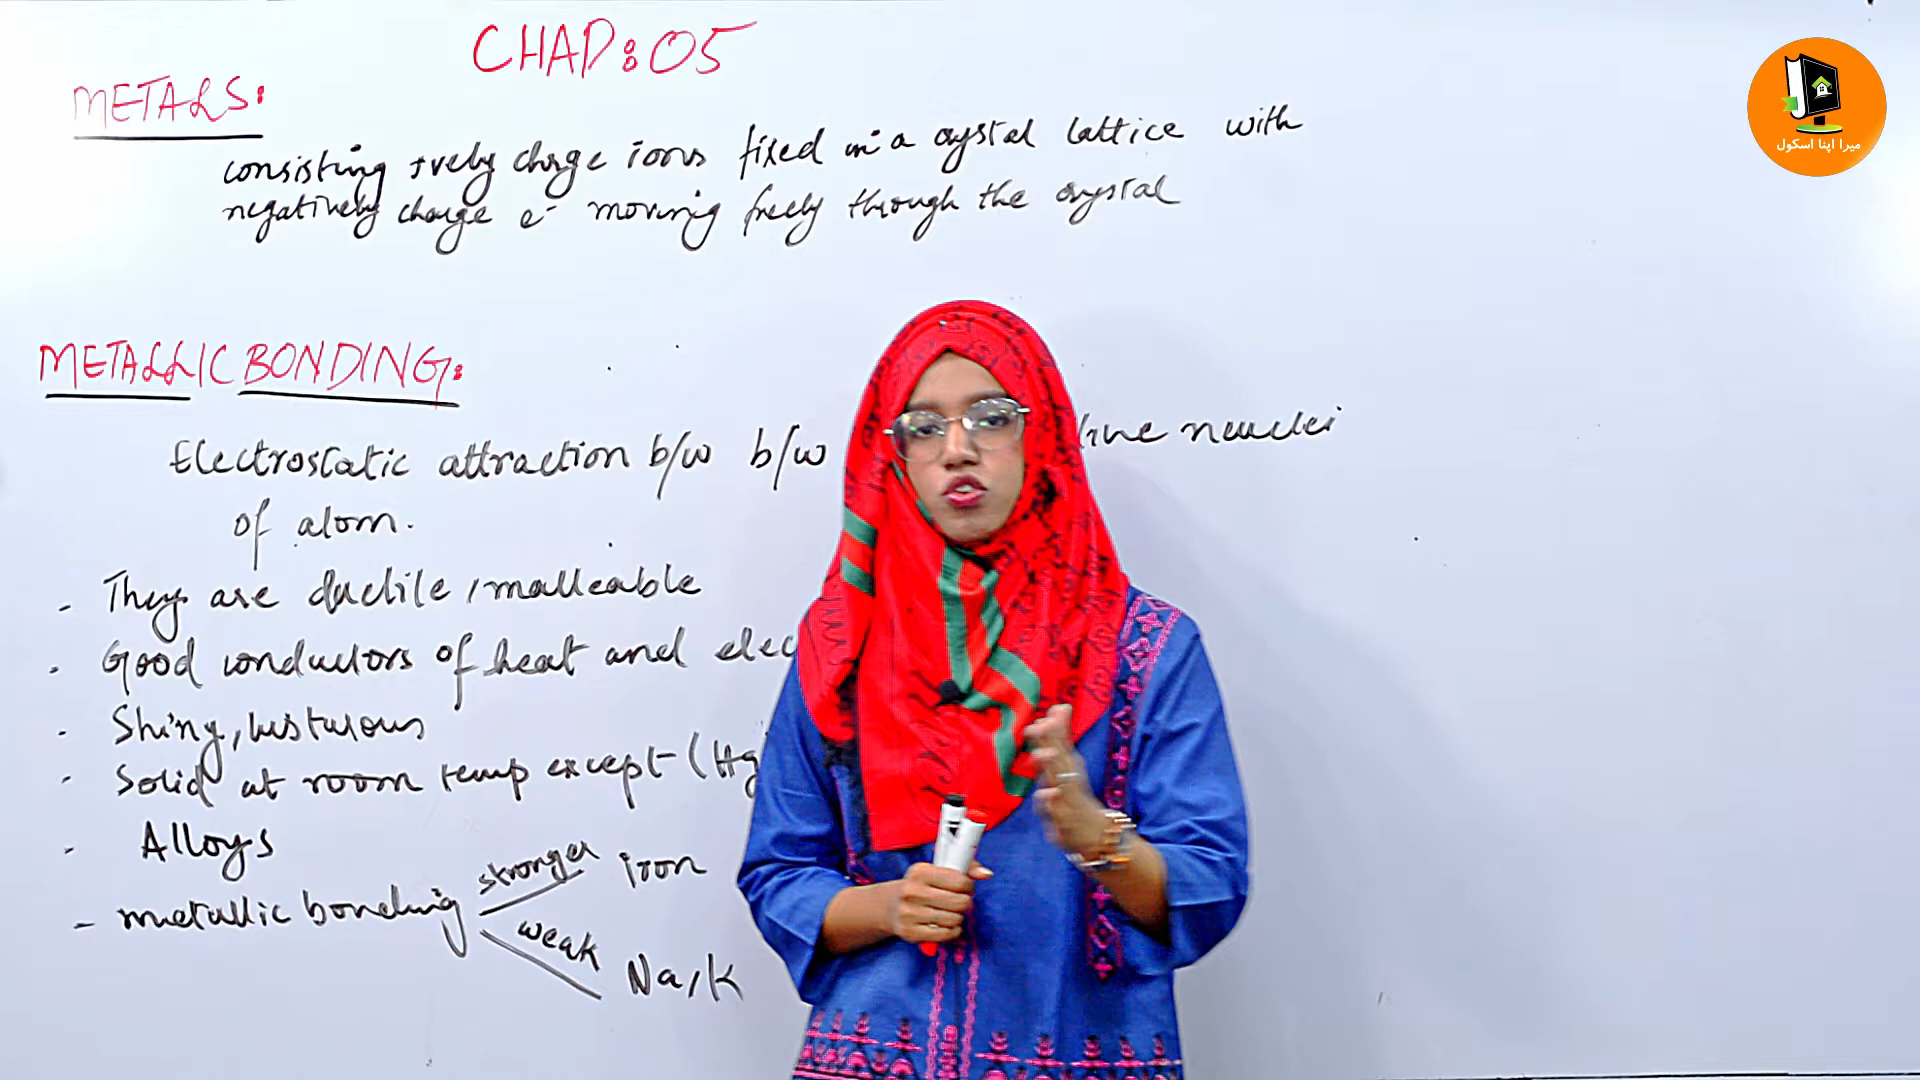 CHAP:05
METALS:
consisting +vely charge ions fixed in a crystal lattice with
negatively charge e- moving freely through the crystal
METALLIC BONDING:
Electrostatic attraction b/w b/w nuclei
of atom.
- They are ductile, malleable
- Good conductors of heat and elec
- Shiny, lusturous
- Solid at room temp except (Hg
- Alloys
- metallic bonding stronger iron
weak Na/K
میرا اپنا اسکول